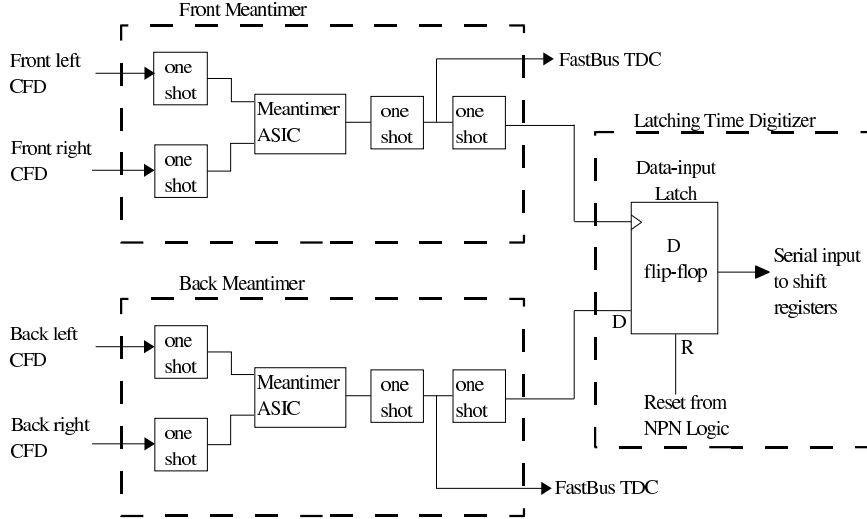 Front Meantimer
Front left
CFD
one
shot
Meantimer
ASIC
one
shot
one
shot
FastBus TDC
Front right
CFD
one
shot
Latching Time Digitizer
Data-input
Latch
D
flip-flop
D
R
Reset from
NPN Logic
Serial input
to shift
registers
Back Meantimer
Back left
CFD
one
shot
Meantimer
ASIC
one
shot
one
shot
Back right
CFD
one
shot
FastBus TDC